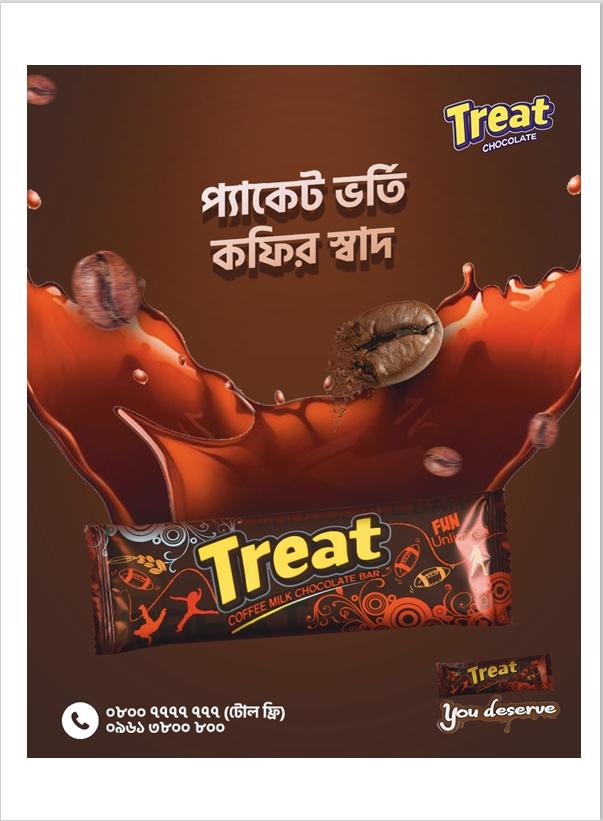 Treat
CHOCOLATE
প্যাকেট ভর্তি
কফির স্বাদ
Treat
COFFEE MILK CHOCOLATE BAR
FUN
Unlimited
Treat
You deserve
০৮০০ ৭৭৭৭ ৭৭৭ (টোল ফ্রি)
০৯৬১ ৩৮০০ ৮০০